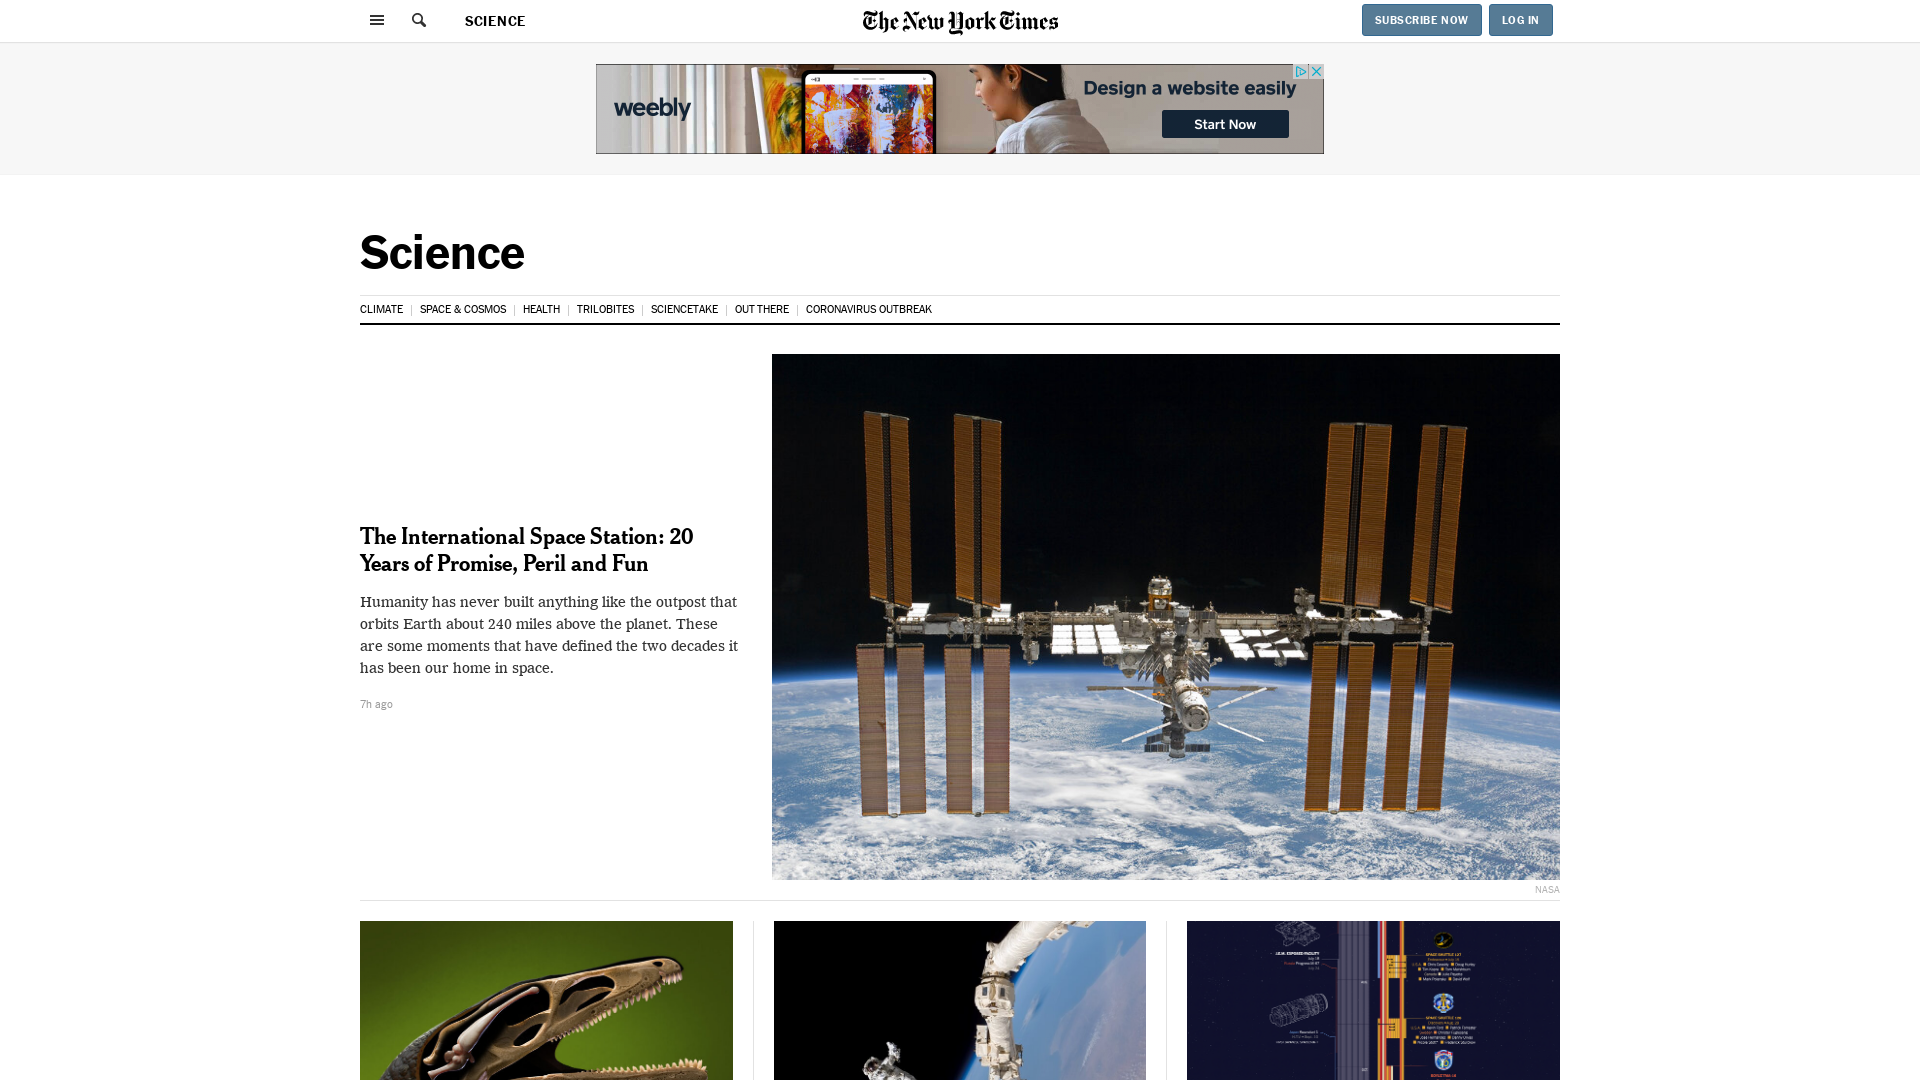 SCIENCE
The New York Times
SUBSCRIBE NOW
LOG IN
weebly
Design a website easily
Start Now
Science
CLIMATE
SPACE & COSMOS
HEALTH
TRILOBITES
SCIENCETAKE
OUT THERE
CORONAVIRUS OUTBREAK
The International Space Station: 20
Years of Promise, Peril and Fun
Humanity has never built anything like the outpost that
orbits Earth about 240 miles above the planet. These
are some moments that have defined the two decades it
has been our home in space.
7h ago
NASA